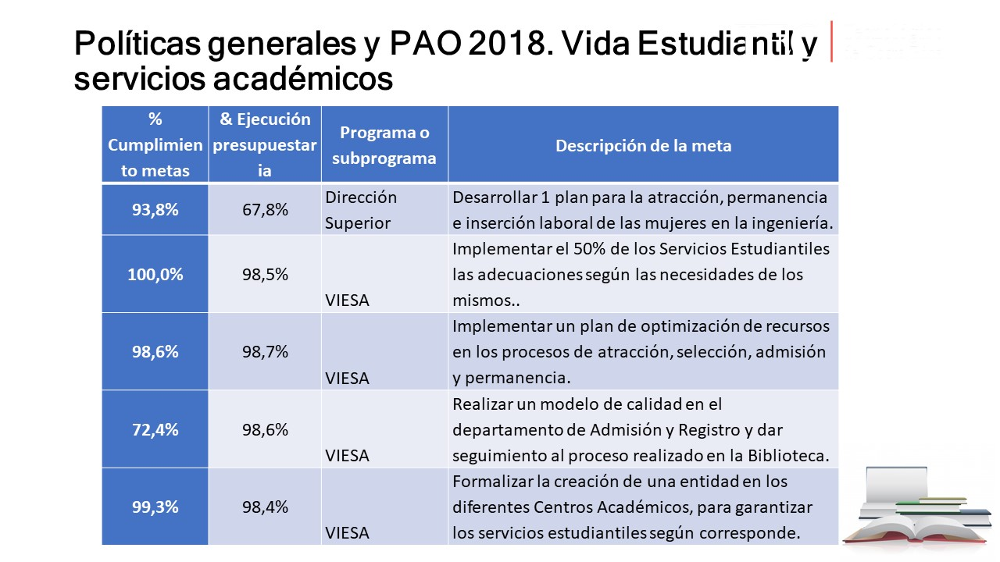 Políticas generales y PAO 2018. Vida Estudiantil y
servicios académicos
%
Cumplimien
to metas
& Ejecución
presupuestar
ia
Programa o
subprograma
Descripción de la meta
93,8%
67,8%
Dirección
Superior
Desarrollar 1 plan para la atracción, permanencia
e inserción laboral de las mujeres en la ingeniería.
100,0%
98,5%
VIESA
Implementar el 50% de los Servicios Estudiantiles
las adecuaciones según las necesidades de los
mismos..
98,6%
98,7%
VIESA
Implementar un plan de optimización de recursos
en los procesos de atracción, selección, admisión
y permanencia.
72,4%
98,6%
VIESA
Realizar un modelo de calidad en el
departamento de Admisión y Registro y dar
seguimiento al proceso realizado en la Biblioteca.
99,3%
98,4%
VIESA
Formalizar la creación de una entidad en los
diferentes Centros Académicos, para garantizar
los servicios estudiantiles según corresponde.